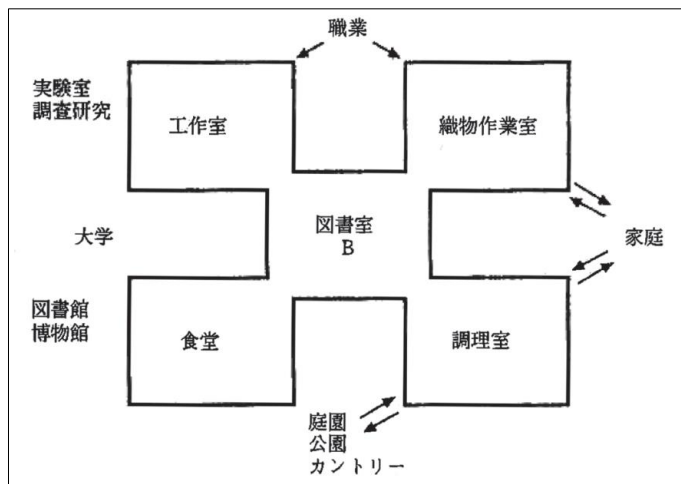 職業
実験室
調査研究
工作室
織物作業室
大学
図書室
B
家庭
図書館
博物館
食堂
調理室
庭園
公園
カントリー